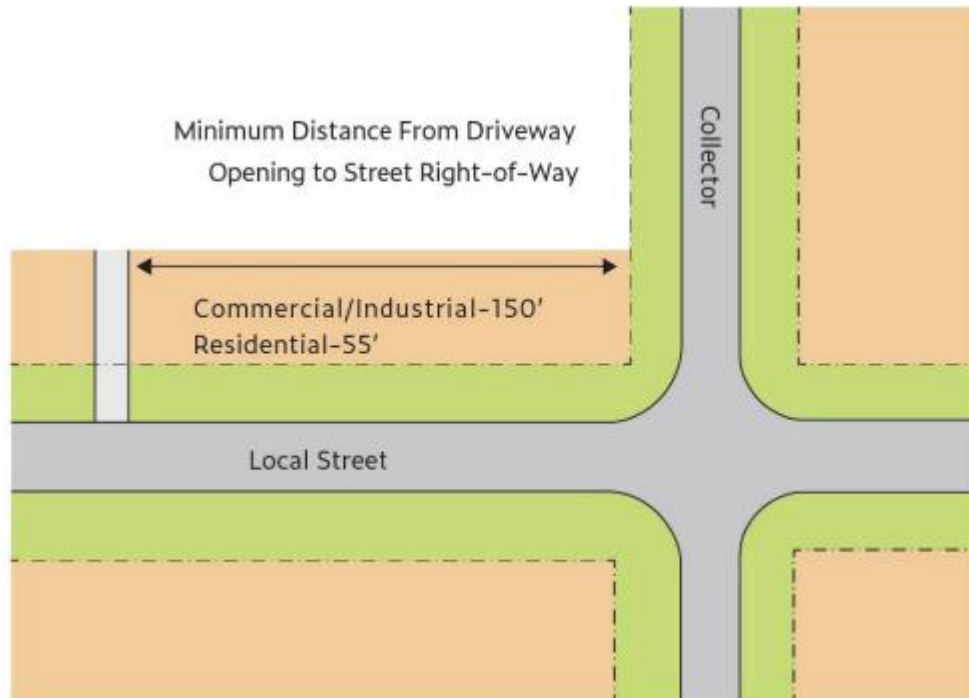 Minimum Distance From Driveway
Opening to Street Right-of-Way
Collector
Commercial/Industrial-150'
Residential-55'
Local Street